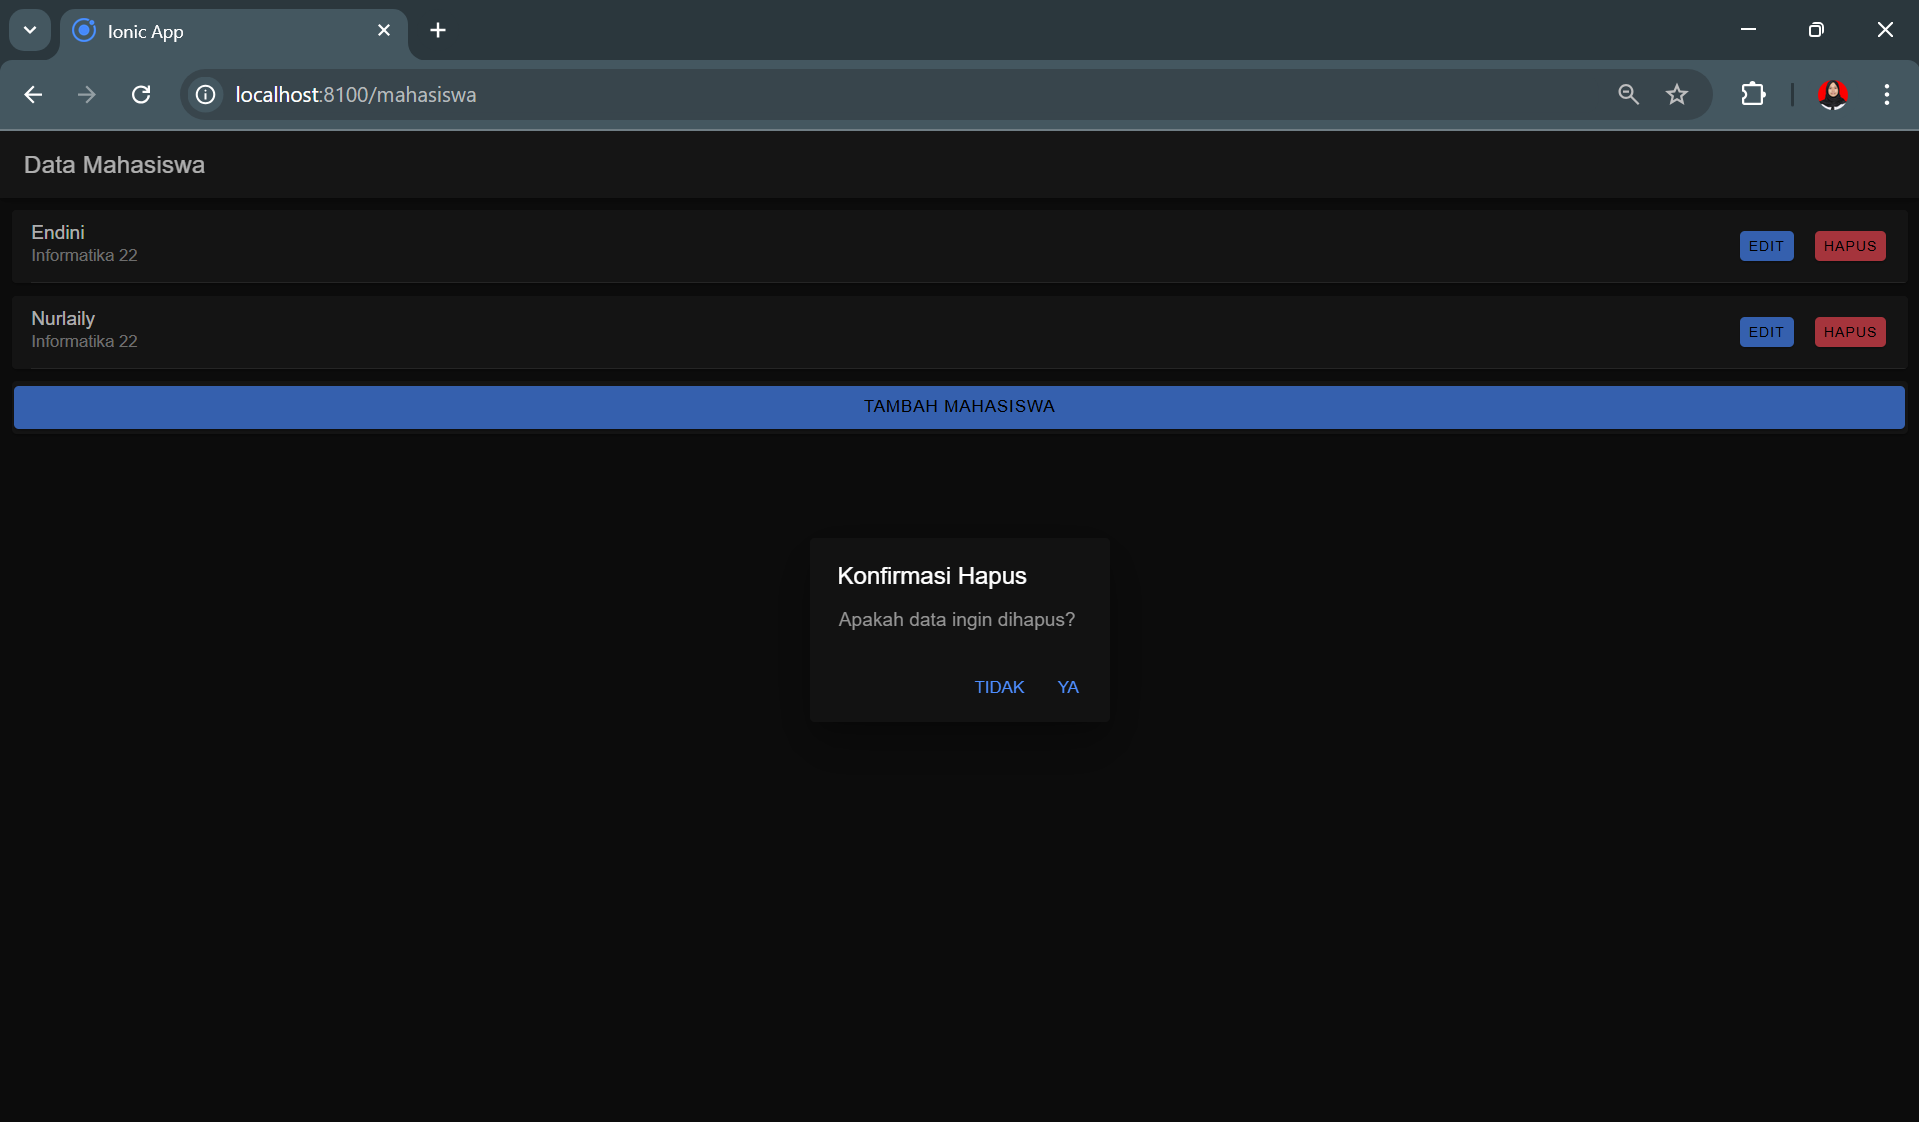 Ionic App
localhost:8100/mahasiswa
Data Mahasiswa
Endini
Informatika 22
EDIT
HAPUS
Nurlaily
Informatika 22
EDIT
HAPUS
TAMBAH MAHASISWA
Konfirmasi Hapus
Apakah data ingin dihapus?
TIDAK
YA